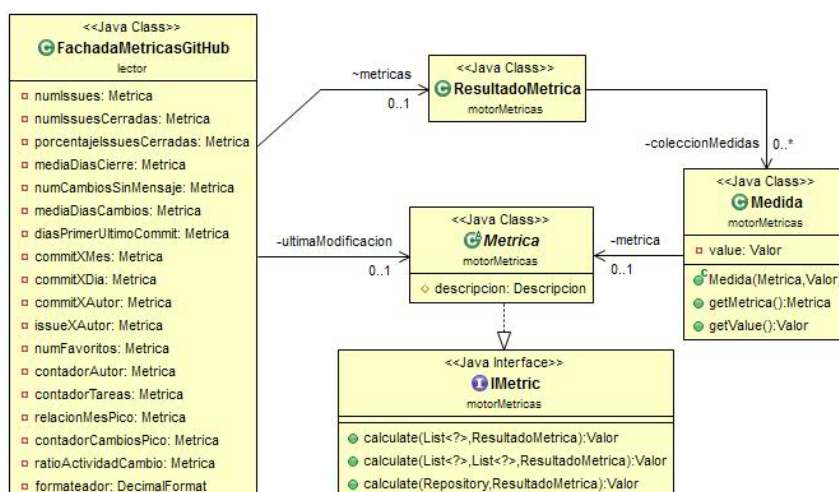 <<Java Class>>
FachadaMetricasGitHub
lector
numIssues: Metrica
numIssuesCerradas: Metrica
porcentajeIssuesCerradas: Metrica
mediaDiasCierre: Metrica
numCambiosSinMensaje: Metrica
mediaDiasCambios: Metrica
diasPrimerUltimoCommit: Metrica
commitXMes: Metrica
commitXDia: Metrica
commitXAutor: Metrica
issueXAutor: Metrica
numFavoritos: Metrica
contadorAutor: Metrica
contadorTareas: Metrica
relacionMesPico: Metrica
contadorCambiosPico: Metrica
ratioActividadCambio: Metrica
formateador: DecimalFormat
~metricas
0..1
<<Java Class>>
ResultadoMetrica
motorMetricas
-coleccionMedidas
0..*
<<Java Class>>
Medida
motorMetricas
value: Valor
Medida(Metrica,Valor)
getMetrica():Metrica
getValue():Valor
-metrica
0..1
-ultimaModificacion
0..1
<<Java Class>>
Metrica
motorMetricas
descripcion: Descripcion
<<Java Interface>>
IMetric
motorMetricas
calculate(List<?>,ResultadoMetrica):Valor
calculate(List<?>,List<?>,ResultadoMetrica):Valor
calculate(Repository,ResultadoMetrica):Valor